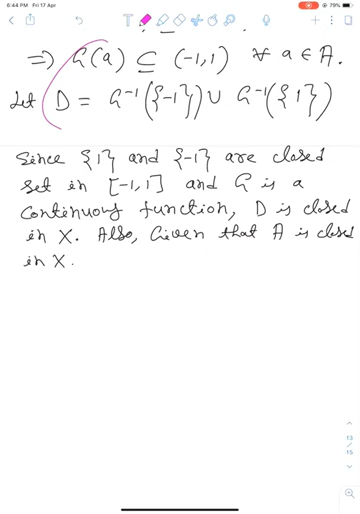 6:44 PM Fri 17 Apr
79%
⇒ G(a) ⊆ (-1,1) ∀ a ∈ A.
Let D = G⁻¹({-1}) ∪ G⁻¹({1})
Since {1} and {-1} are closed
set in [-1,1] and G is a
continuous function, D is closed
in X. Also, Given that A is closed
in X.
13
/
15